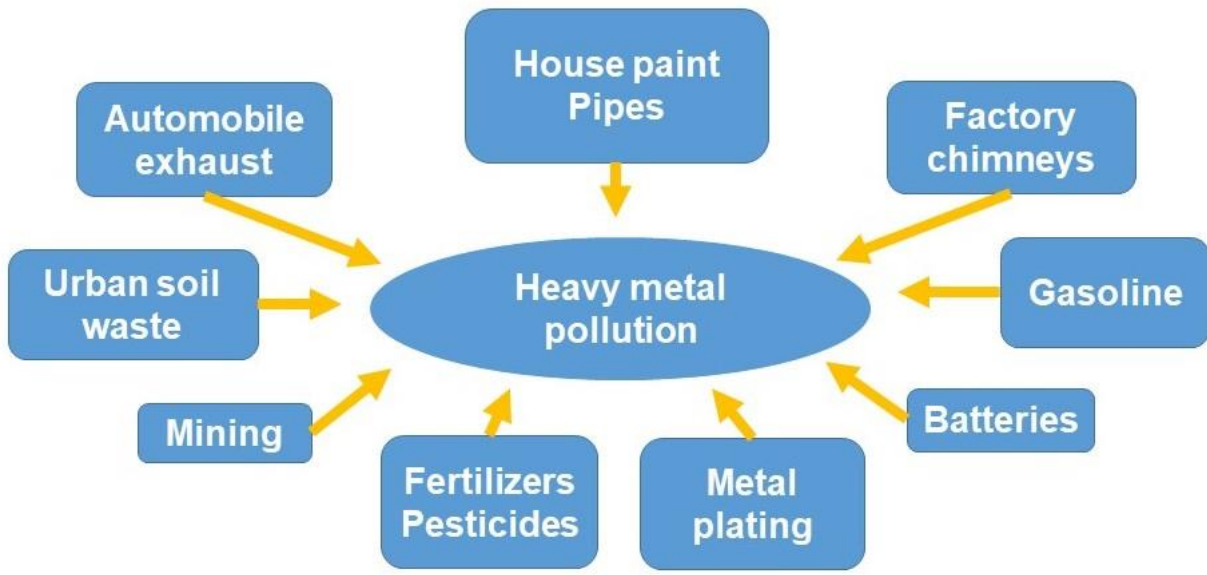 House paint
Pipes
Automobile
exhaust
Factory
chimneys
Urban soil
waste
Heavy metal
pollution
Gasoline
Mining
Batteries
Fertilizers
Pesticides
Metal
plating